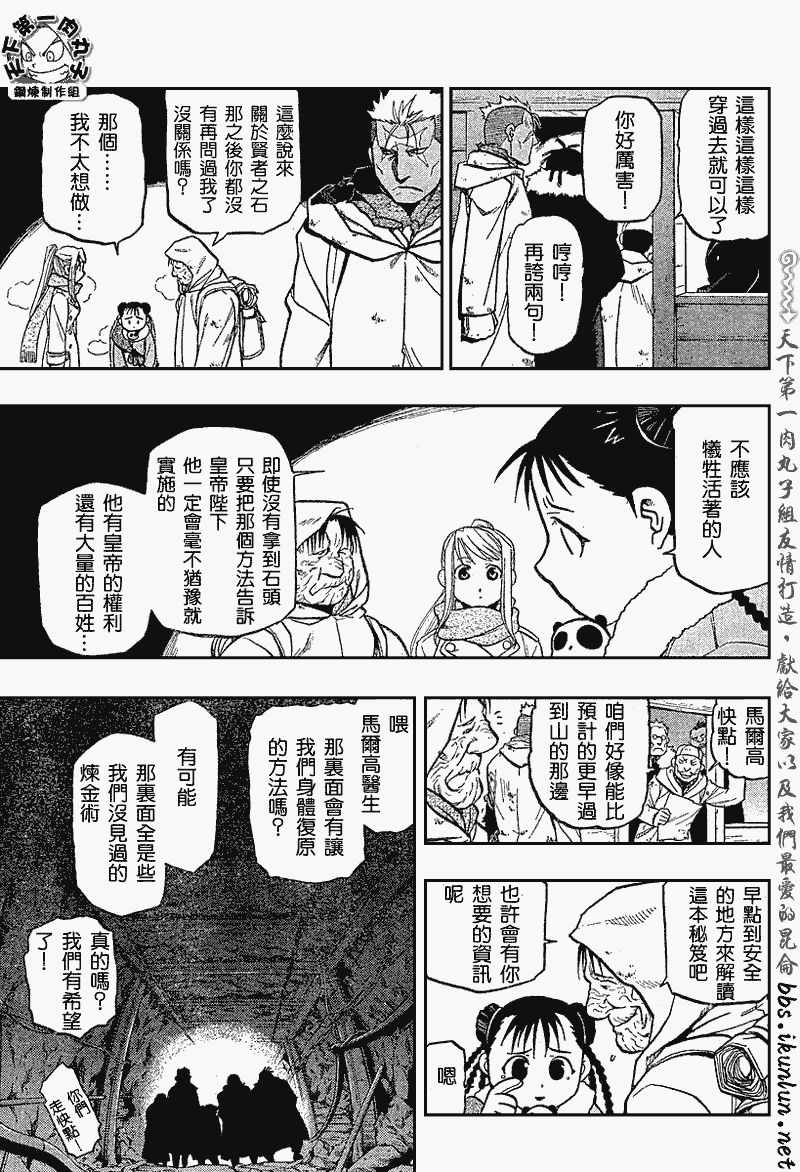 天下第一肉丸子
鋼煉制作組
這樣這樣這樣
穿過去就可以了
你好厲害！
哼哼！
再誇兩句！
這麼說來
關於賢者之石
那之後你都沒
有再問過我了
沒關係嗎？
那個……
我不太想做…
不應該
犧牲活著的人
即使沒有拿到石頭
只要把那個方法告訴
皇帝陛下
他一定會毫不猶豫就
實施的
他有皇帝的權利
還有大量的百姓…
馬爾高
快點！
咱們好像能比
預計的更早過
到山的那邊
早點到安全
的地方來解讀
這本秘笈吧
也許會有你
想要的資訊
呢
嗯
喂
馬爾高醫生
那裏面會有讓
我們身體復原
的方法嗎？
有可能
那裏面全是些
我們沒見過的
煉金術
真的嗎？
我們有希望
了！
你們
走快點！
天下第一肉丸子組友情打造，獻給大家以及我們最愛的昆侖 bbs.ikunlun.net